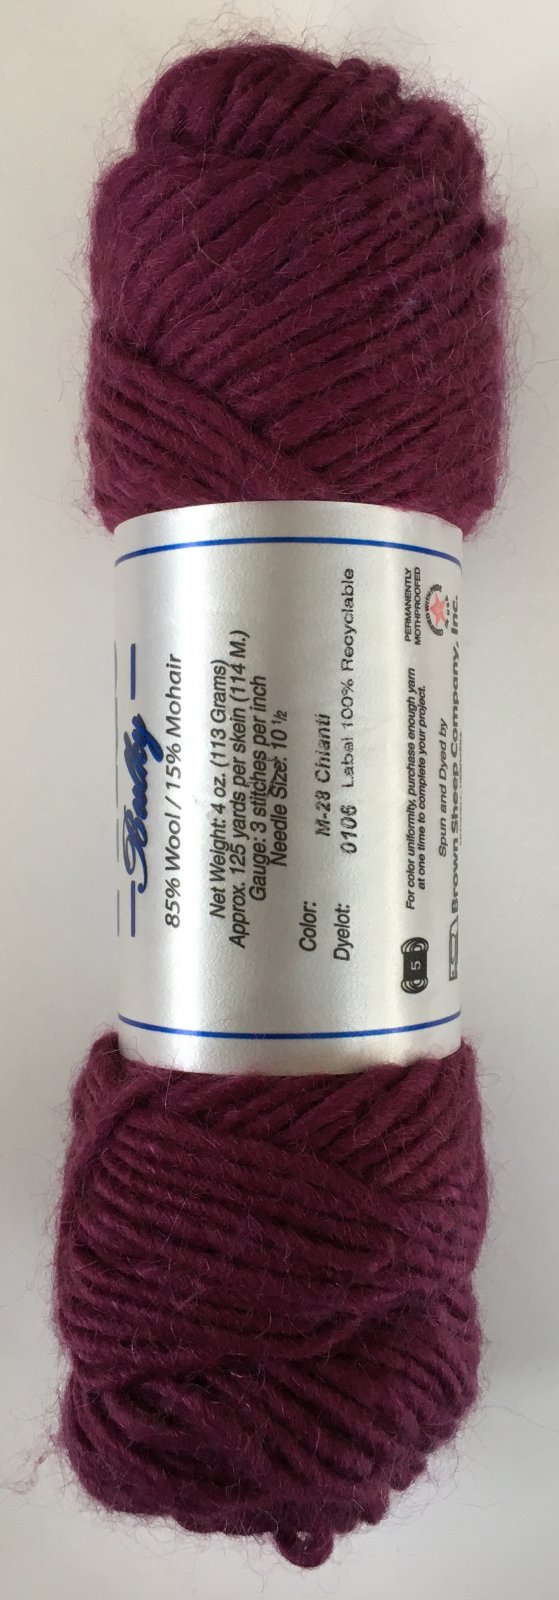 Bulky
85% Wool / 15% Mohair
Net Weight: 4 oz. (113 Grams)
Approx. 125 yards per skein (114 M.)
Gauge: 3 stitches per inch
Needle Size: 10 1/2
Color: M-28 Chianti
Dyelot: 0106 Label 100% Recyclable
5
For color uniformity, purchase enough yarn
at one time to complete your project.
PERMANENTLY
MOTHPROOFED
Spun and Dyed by
Brown Sheep Company, Inc.